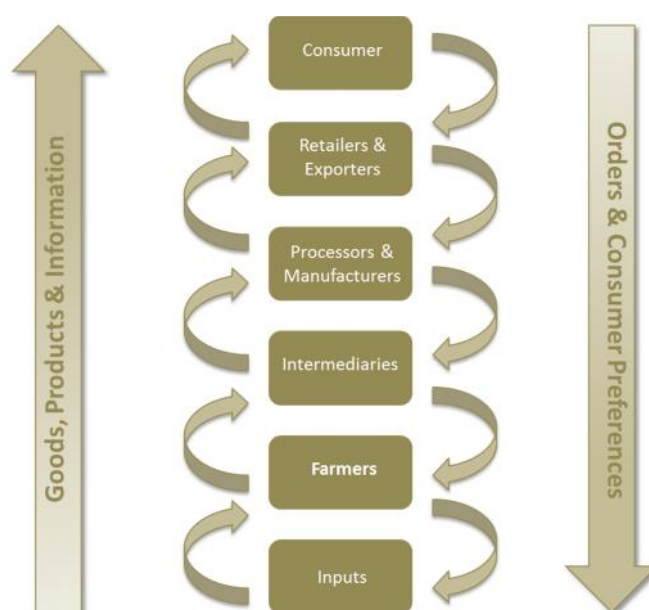 Consumer
Retailers &
Exporters
Processors &
Manufacturers
Intermediaries
Farmers
Inputs
Goods, Products & Information
Orders & Consumer Preferences